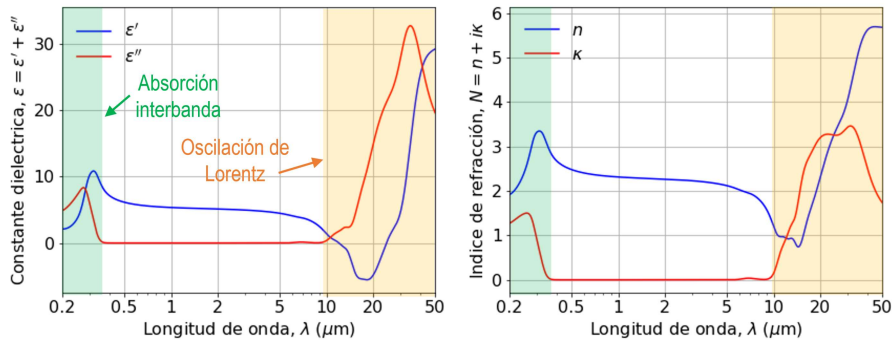 Constante dielectrica, ε = ε′ + ε″
30
20
10
0
ε′
ε″
Absorción
interbanda
Oscilación de
Lorentz
0.2 0.5 1 2 5 10 20 50
Longitud de onda, λ (μm)
Indice de refracción, N = n + iκ
6
5
4
3
2
1
0
n
κ
0.2 0.5 1 2 5 10 20 50
Longitud de onda, λ (μm)